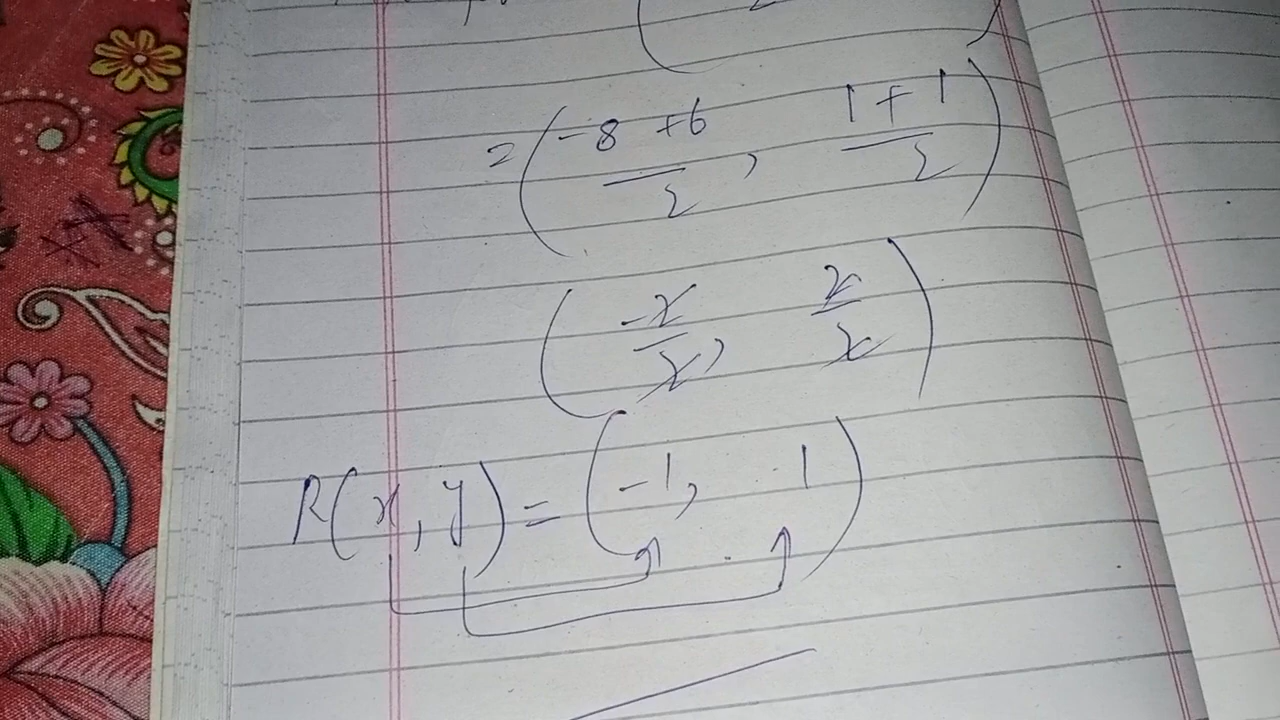 = (-8 +6 / 2 , 1 + 1 / 2)
(-2 / 2 , 2 / 2)
R(x, y) = (-1, 1)